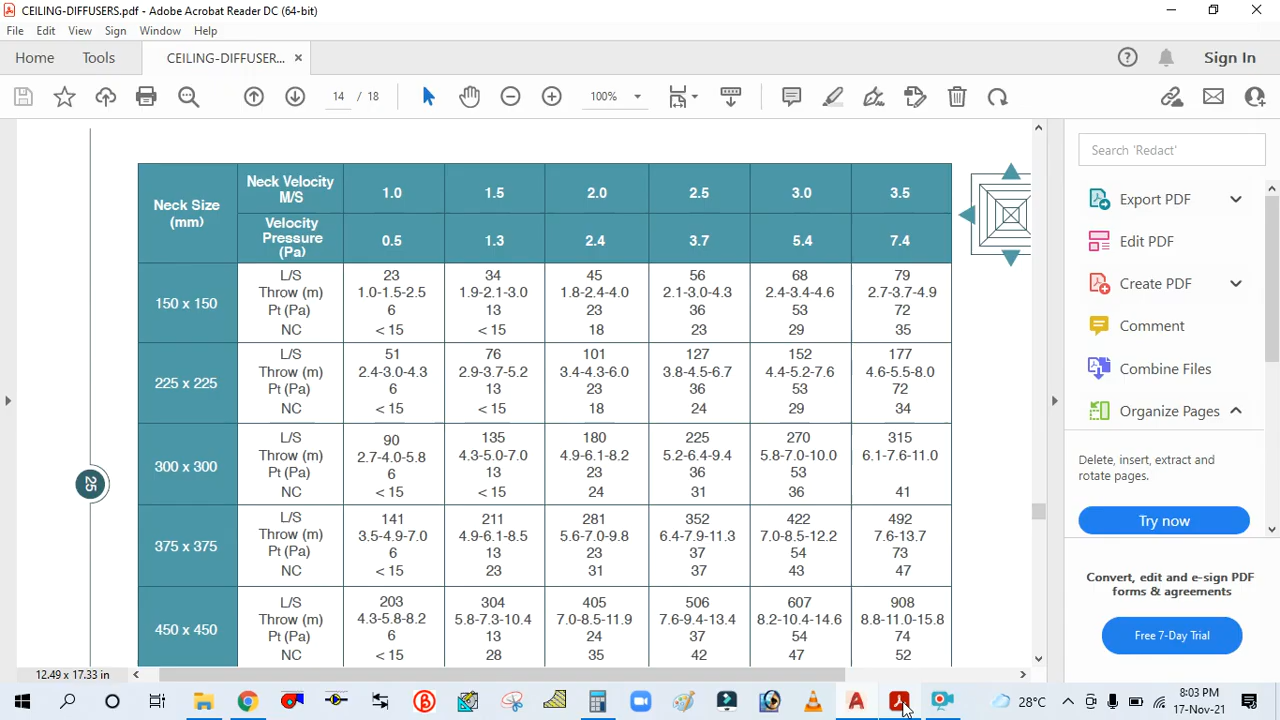 CEILING-DIFFUSERS.pdf - Adobe Acrobat Reader DC (64-bit)
File Edit View Sign Window Help
Home Tools CEILING-DIFFUSER... × Sign In
14 / 18 100%
Neck Size (mm) Neck Velocity M/S 1.0 1.5 2.0 2.5 3.0 3.5
Velocity Pressure (Pa) 0.5 1.3 2.4 3.7 5.4 7.4
150 x 150
L/S 23 34 45 56 68 79
Throw (m) 1.0-1.5-2.5 1.9-2.1-3.0 1.8-2.4-4.0 2.1-3.0-4.3 2.4-3.4-4.6 2.7-3.7-4.9
Pt (Pa) 6 13 23 36 53 72
NC < 15 < 15 18 23 29 35
225 x 225
L/S 51 76 101 127 152 177
Throw (m) 2.4-3.0-4.3 2.9-3.7-5.2 3.4-4.3-6.0 3.8-4.5-6.7 4.4-5.2-7.6 4.6-5.5-8.0
Pt (Pa) 6 13 23 36 53 72
NC < 15 < 15 18 24 29 34
300 x 300
L/S 90 135 180 225 270 315
Throw (m) 2.7-4.0-5.8 4.3-5.0-7.0 4.9-6.1-8.2 5.2-6.4-9.4 5.8-7.0-10.0 6.1-7.6-11.0
Pt (Pa) 6 13 23 36 53
NC < 15 < 15 24 31 36 41
375 x 375
L/S 141 211 281 352 422 492
Throw (m) 3.5-4.9-7.0 4.9-6.1-8.5 5.6-7.0-9.8 6.4-7.9-11.3 7.0-8.5-12.2 7.6-13.7
Pt (Pa) 6 13 23 37 54 73
NC < 15 23 31 37 43 47
450 x 450
L/S 203 304 405 506 607 908
Throw (m) 4.3-5.8-8.2 5.8-7.3-10.4 7.0-8.5-11.9 7.6-9.4-13.4 8.2-10.4-14.6 8.8-11.0-15.8
Pt (Pa) 6 13 24 37 54 74
NC < 15 28 35 42 47 52
25
12.49 x 17.33 in
Search 'Redact'
Export PDF
Edit PDF
Create PDF
Comment
Combine Files
Organize Pages
Delete, insert, extract and
rotate pages.
Try now
Convert, edit and e-sign PDF
forms & agreements
Free 7-Day Trial
28°C
8:03 PM
17-Nov-21